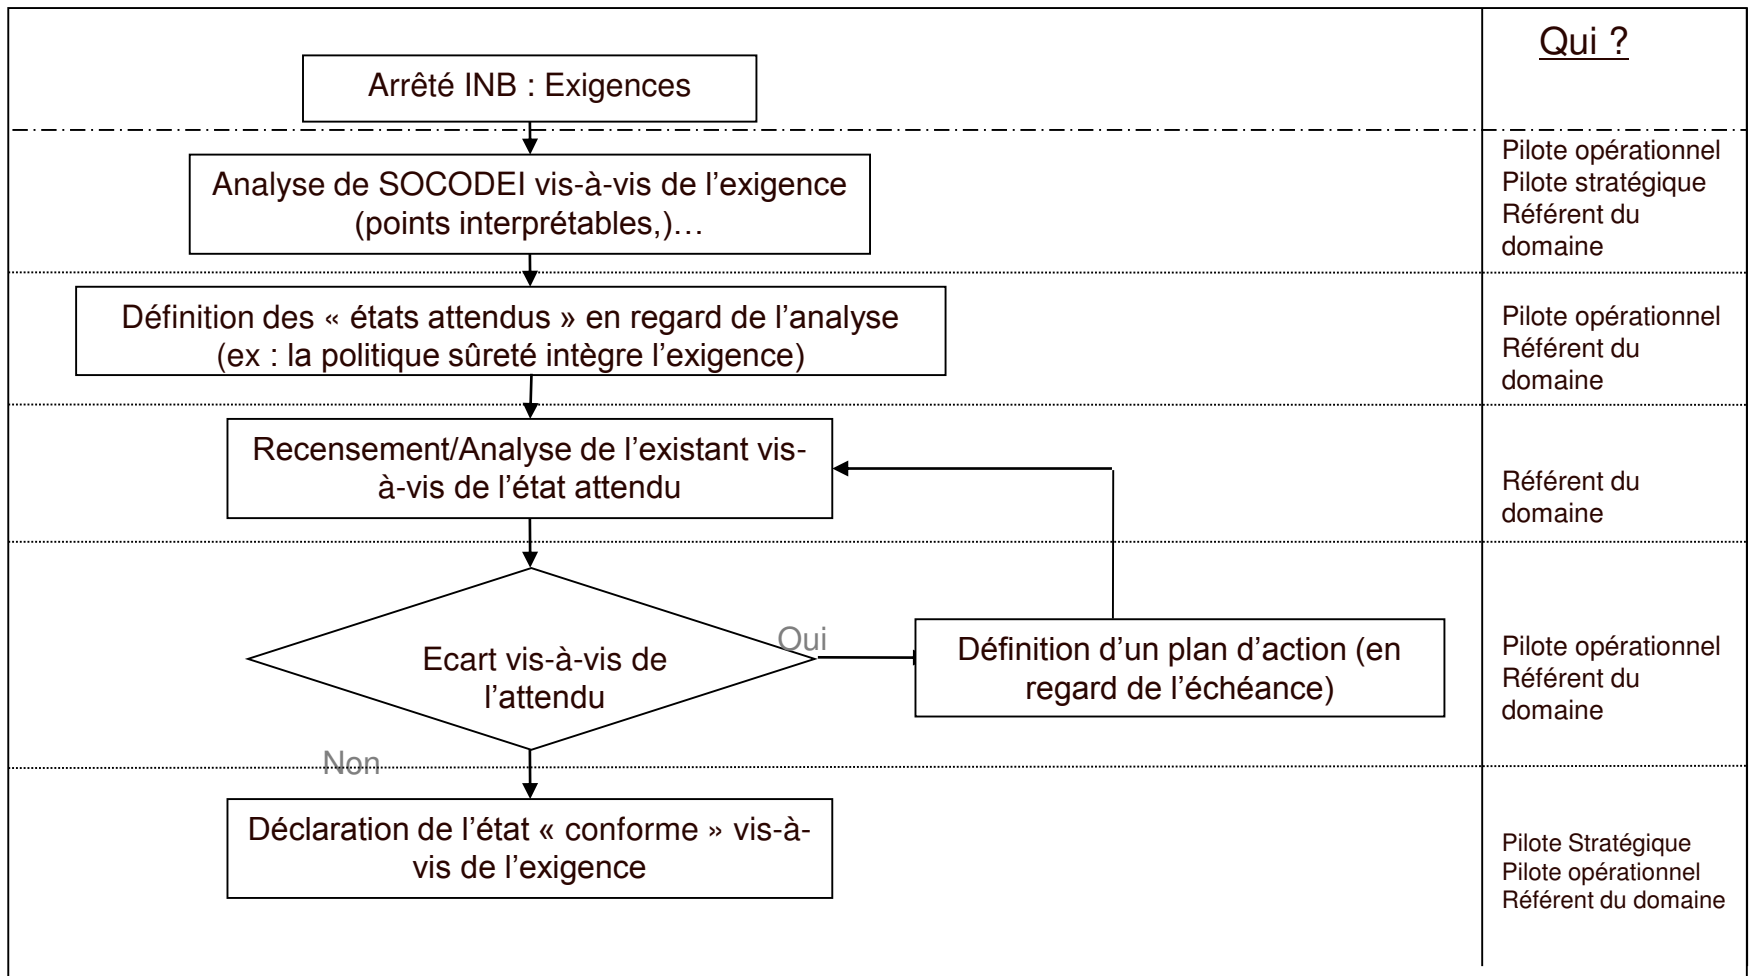 Qui ?
Arrêté INB : Exigences
Analyse de SOCODEI vis-à-vis de l’exigence
(points interprétables,)…
Pilote opérationnel
Pilote stratégique
Référent du
domaine
Définition des « états attendus » en regard de l’analyse
(ex : la politique sûreté intègre l’exigence)
Pilote opérationnel
Référent du
domaine
Recensement/Analyse de l’existant vis-
à-vis de l’état attendu
Référent du
domaine
Ecart vis-à-vis de
l’attendu
Oui
Définition d’un plan d’action (en
regard de l’échéance)
Pilote opérationnel
Référent du
domaine
Non
Déclaration de l’état « conforme » vis-à-
vis de l’exigence
Pilote Stratégique
Pilote opérationnel
Référent du domaine